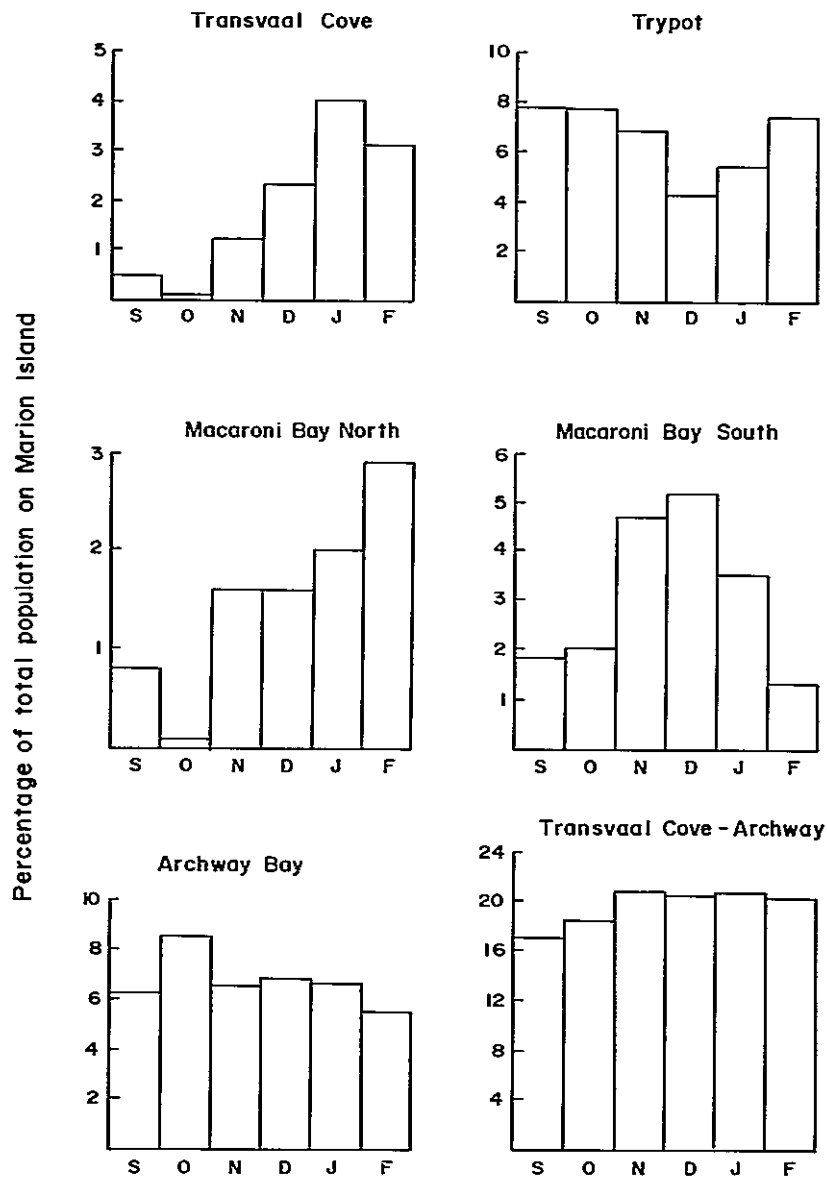 Percentage of total population on Marion Island
Transvaal Cove
5
4
3
2
1
S O N D J F
Trypot
10
8
6
4
2
S O N D J F
Macaroni Bay North
3
2
1
S O N D J F
Macaroni Bay South
6
5
4
3
2
1
S O N D J F
Archway Bay
10
8
6
4
2
S O N D J F
Transvaal Cove - Archway
24
20
16
12
8
4
S O N D J F